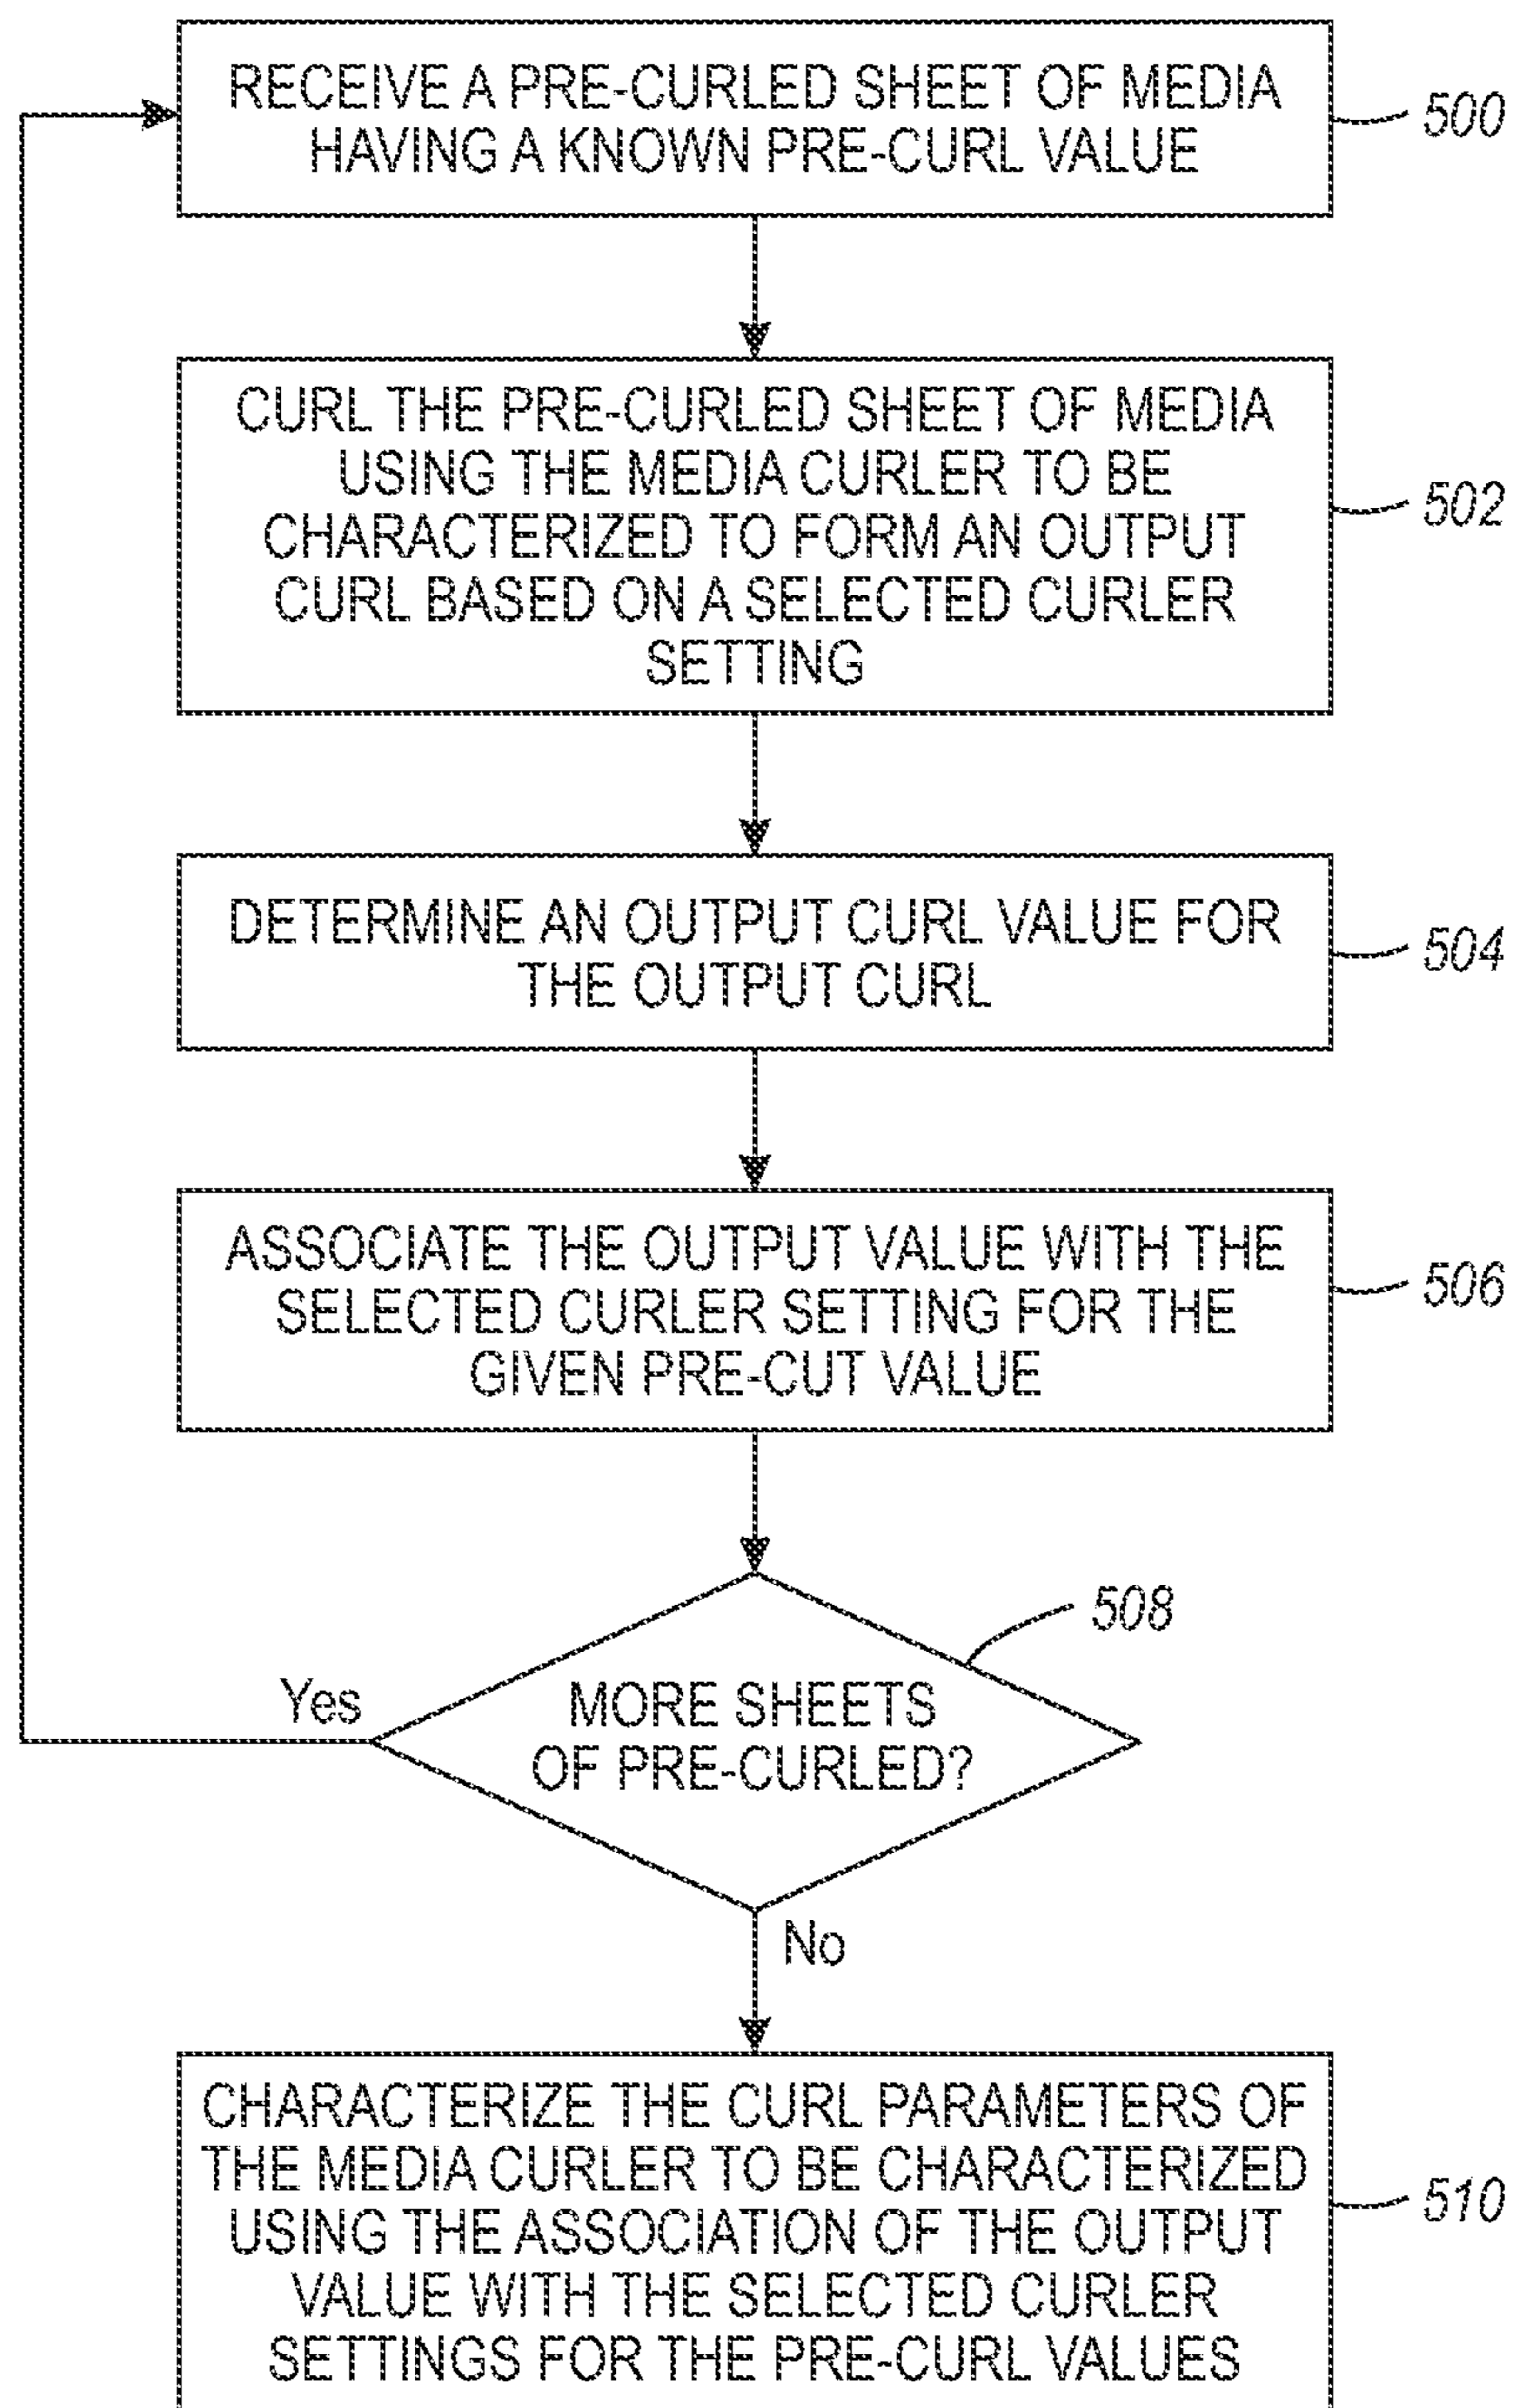 RECEIVE A PRE-CURLED SHEET OF MEDIA
HAVING A KNOWN PRE-CURL VALUE
500
CURL THE PRE-CURLED SHEET OF MEDIA
USING THE MEDIA CURLER TO BE
CHARACTERIZED TO FORM AN OUTPUT
CURL BASED ON A SELECTED CURLER
SETTING
502
DETERMINE AN OUTPUT CURL VALUE FOR
THE OUTPUT CURL
504
ASSOCIATE THE OUTPUT VALUE WITH THE
SELECTED CURLER SETTING FOR THE
GIVEN PRE-CUT VALUE
506
508
Yes
MORE SHEETS
OF PRE-CURLED?
No
CHARACTERIZE THE CURL PARAMETERS OF
THE MEDIA CURLER TO BE CHARACTERIZED
USING THE ASSOCIATION OF THE OUTPUT
VALUE WITH THE SELECTED CURLER
SETTINGS FOR THE PRE-CURL VALUES
510